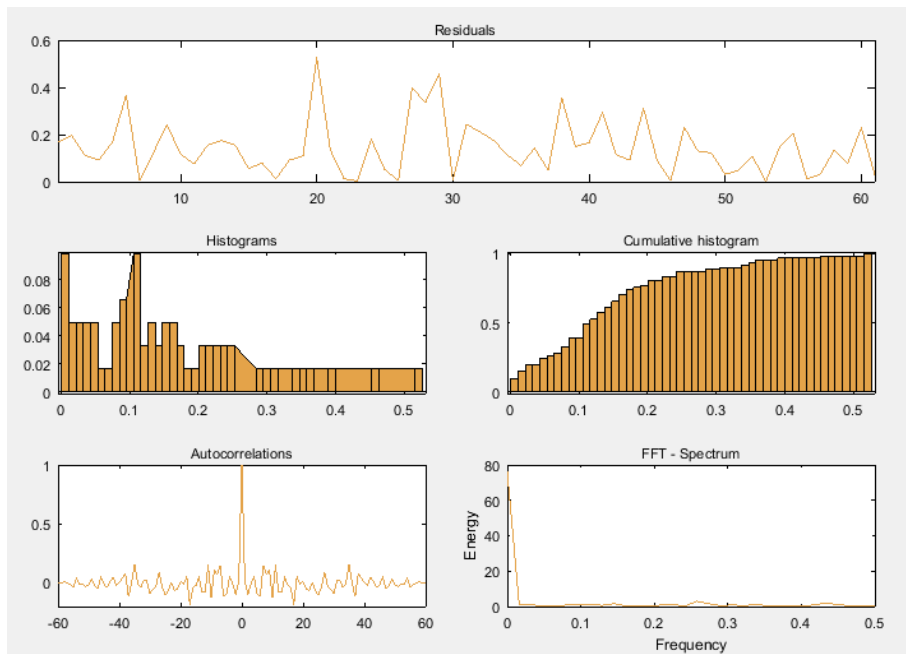 Residuals
0.6
0.4
0.2
0
10 20 30 40 50 60
Histograms
0.08
0.06
0.04
0.02
0
0 0.1 0.2 0.3 0.4 0.5
Cumulative histogram
1
0.5
0
0 0.1 0.2 0.3 0.4 0.5
Autocorrelations
1
0.5
0
-60 -40 -20 0 20 40 60
FFT - Spectrum
Energy
80
60
40
20
0
0 0.1 0.2 0.3 0.4 0.5
Frequency